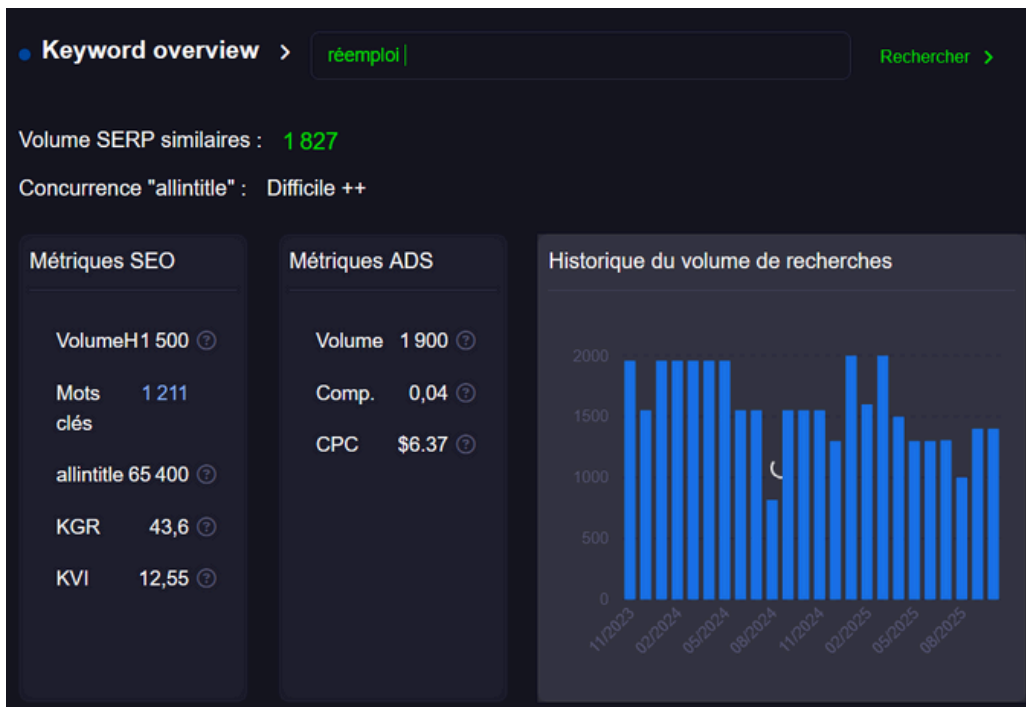 Keyword overview >
réemploi
Rechercher >
Volume SERP similaires : 1 827
Concurrence "allintitle" : Difficile ++
Métriques SEO
VolumeH 1 500 ?
Mots clés 1 211
allintitle 65 400 ?
KGR 43,6 ?
KVI 12,55 ?
Métriques ADS
Volume 1 900 ?
Comp. 0,04 ?
CPC $6.37 ?
Historique du volume de recherches
2000
1500
1000
500
0
11/2023 02/2024 05/2024 08/2024 11/2024 02/2025 05/2025 08/2025